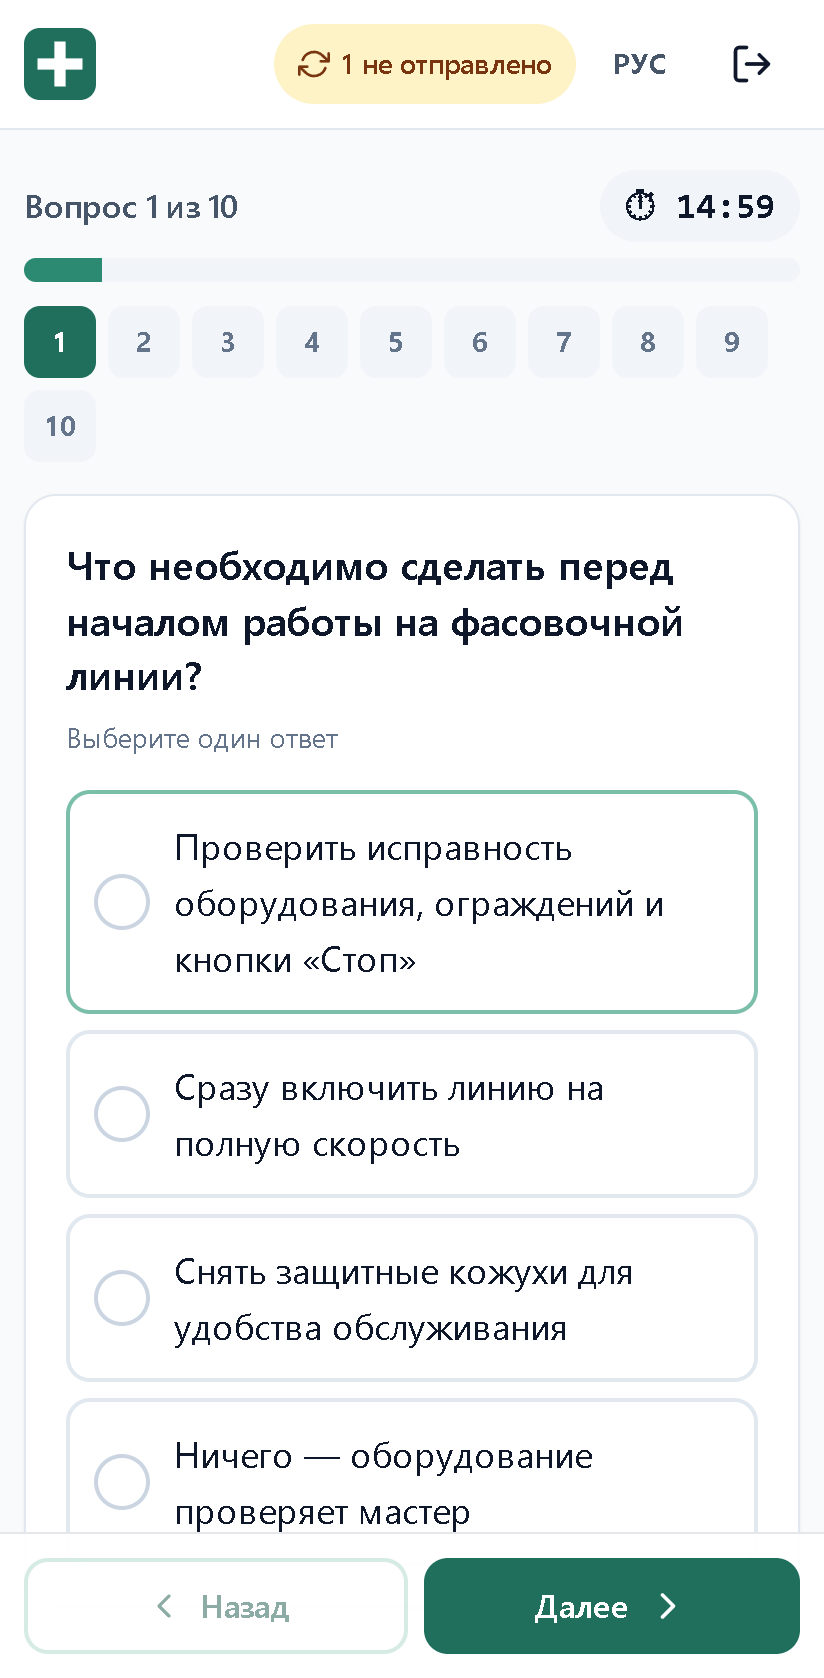 1 не отправлено
РУС
Вопрос 1 из 10
14:59
1 2 3 4 5 6 7 8 9
10
Что необходимо сделать перед
началом работы на фасовочной
линии?
Выберите один ответ
Проверить исправность
оборудования, ограждений и
кнопки «Стоп»
Сразу включить линию на
полную скорость
Снять защитные кожухи для
удобства обслуживания
Ничего — оборудование
проверяет мастер
Назад
Далее